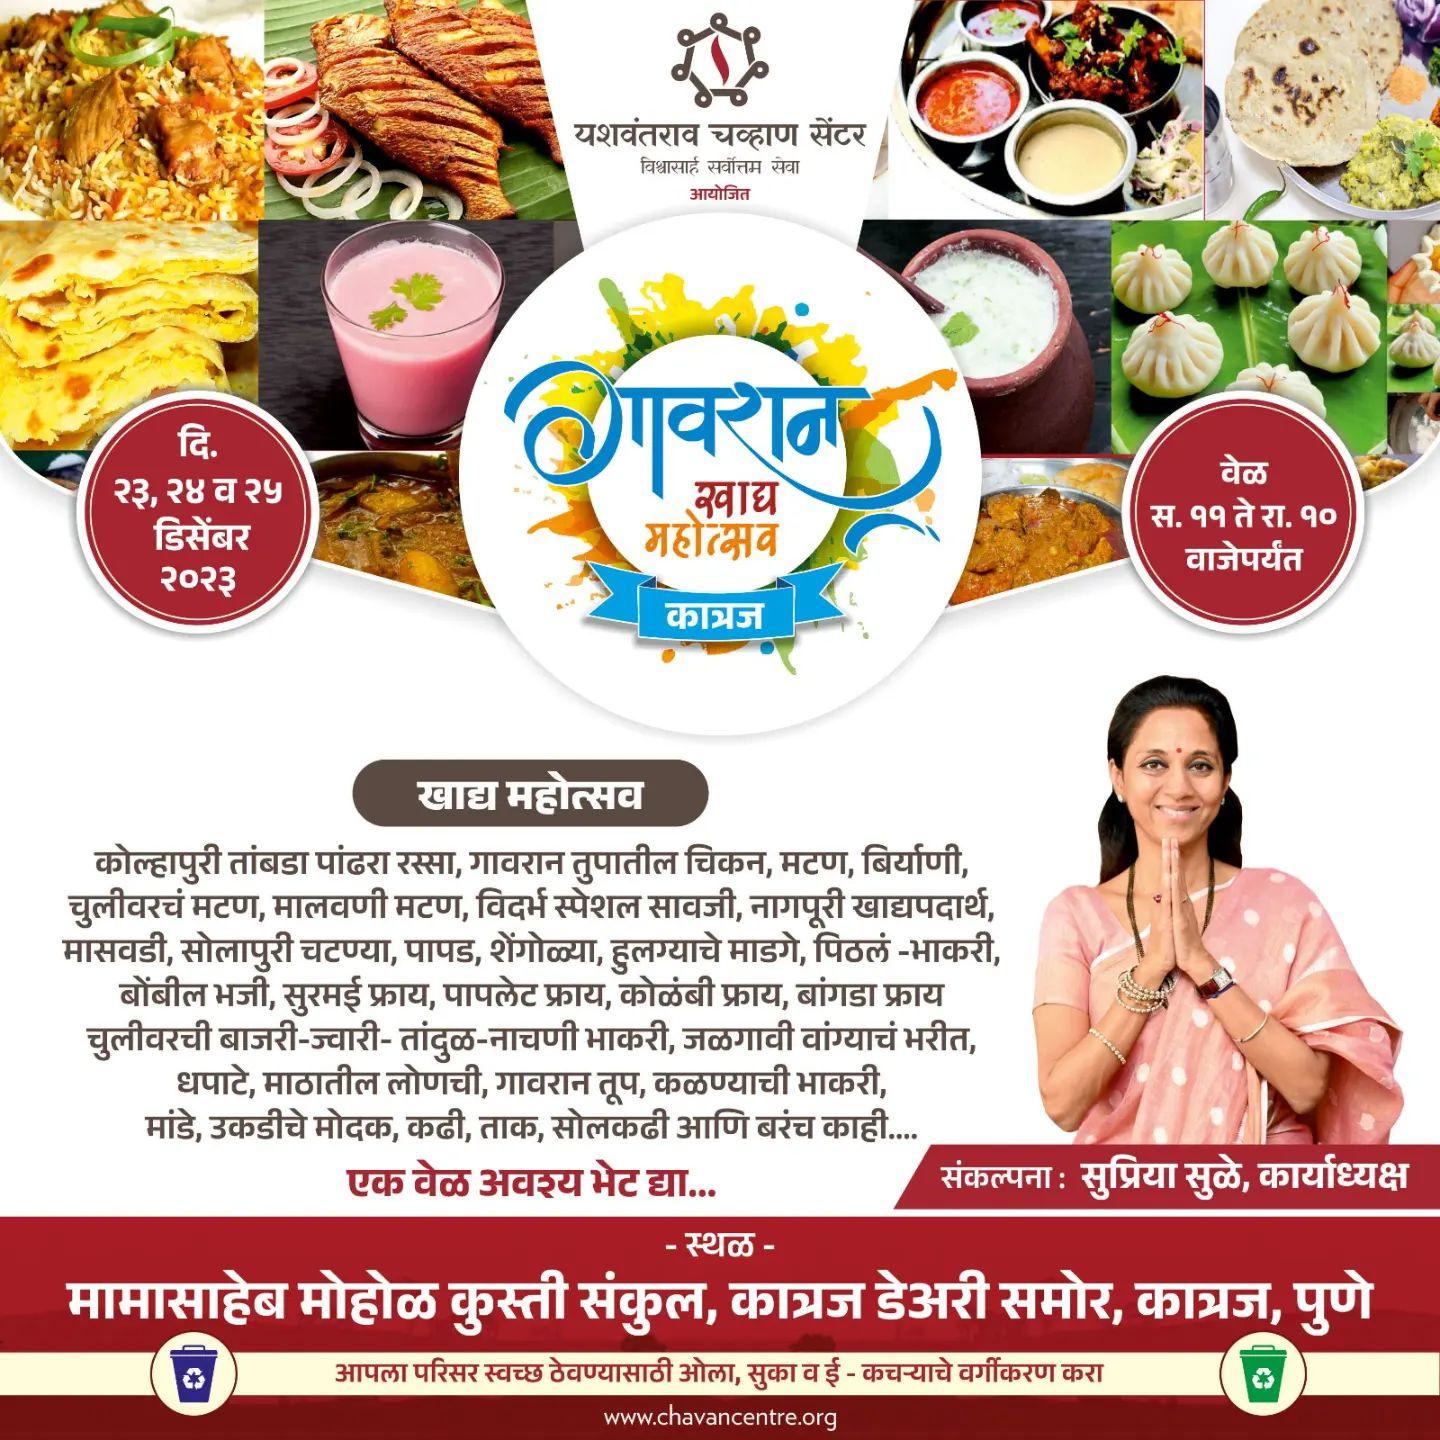 यशवंतराव चव्हाण सेंटर
विश्वासार्ह सर्वोत्तम सेवा
आयोजित
गावरान
खाद्य
महोत्सव
कात्रज
दि.
२३, २४ व २५
डिसेंबर
२०२३
वेळ
स. ११ ते रा. १०
वाजेपर्यंत
खाद्य महोत्सव
कोल्हापुरी तांबडा पांढरा रस्सा, गावरान तुपातील चिकन, मटण, बिर्याणी,
चुलीवरचं मटण, मालवणी मटण, विदर्भ स्पेशल सावजी, नागपूरी खाद्यपदार्थ,
मासवडी, सोलापुरी चटण्या, पापड, शेंगोळ्या, हुलग्याचे माडगे, पिठलं -भाकरी,
बोंबील भजी, सुरमई फ्राय, पापलेट फ्राय, कोळंबी फ्राय, बांगडा फ्राय
चुलीवरची बाजरी-ज्वारी- तांदुळ-नाचणी भाकरी, जळगावी वांग्याचं भरीत,
धपाटे, माठातील लोणची, गावरान तूप, कळण्याची भाकरी,
मांडे, उकडीचे मोदक, कढी, ताक, सोलकढी आणि बरंच काही....
एक वेळ अवश्य भेट द्या...
संकल्पना : सुप्रिया सुळे, कार्याध्यक्ष
- स्थळ -
मामासाहेब मोहोळ कुस्ती संकुल, कात्रज डेअरी समोर, कात्रज, पुणे
आपला परिसर स्वच्छ ठेवण्यासाठी ओला, सुका व ई - कचऱ्याचे वर्गीकरण करा
www.chavancentre.org